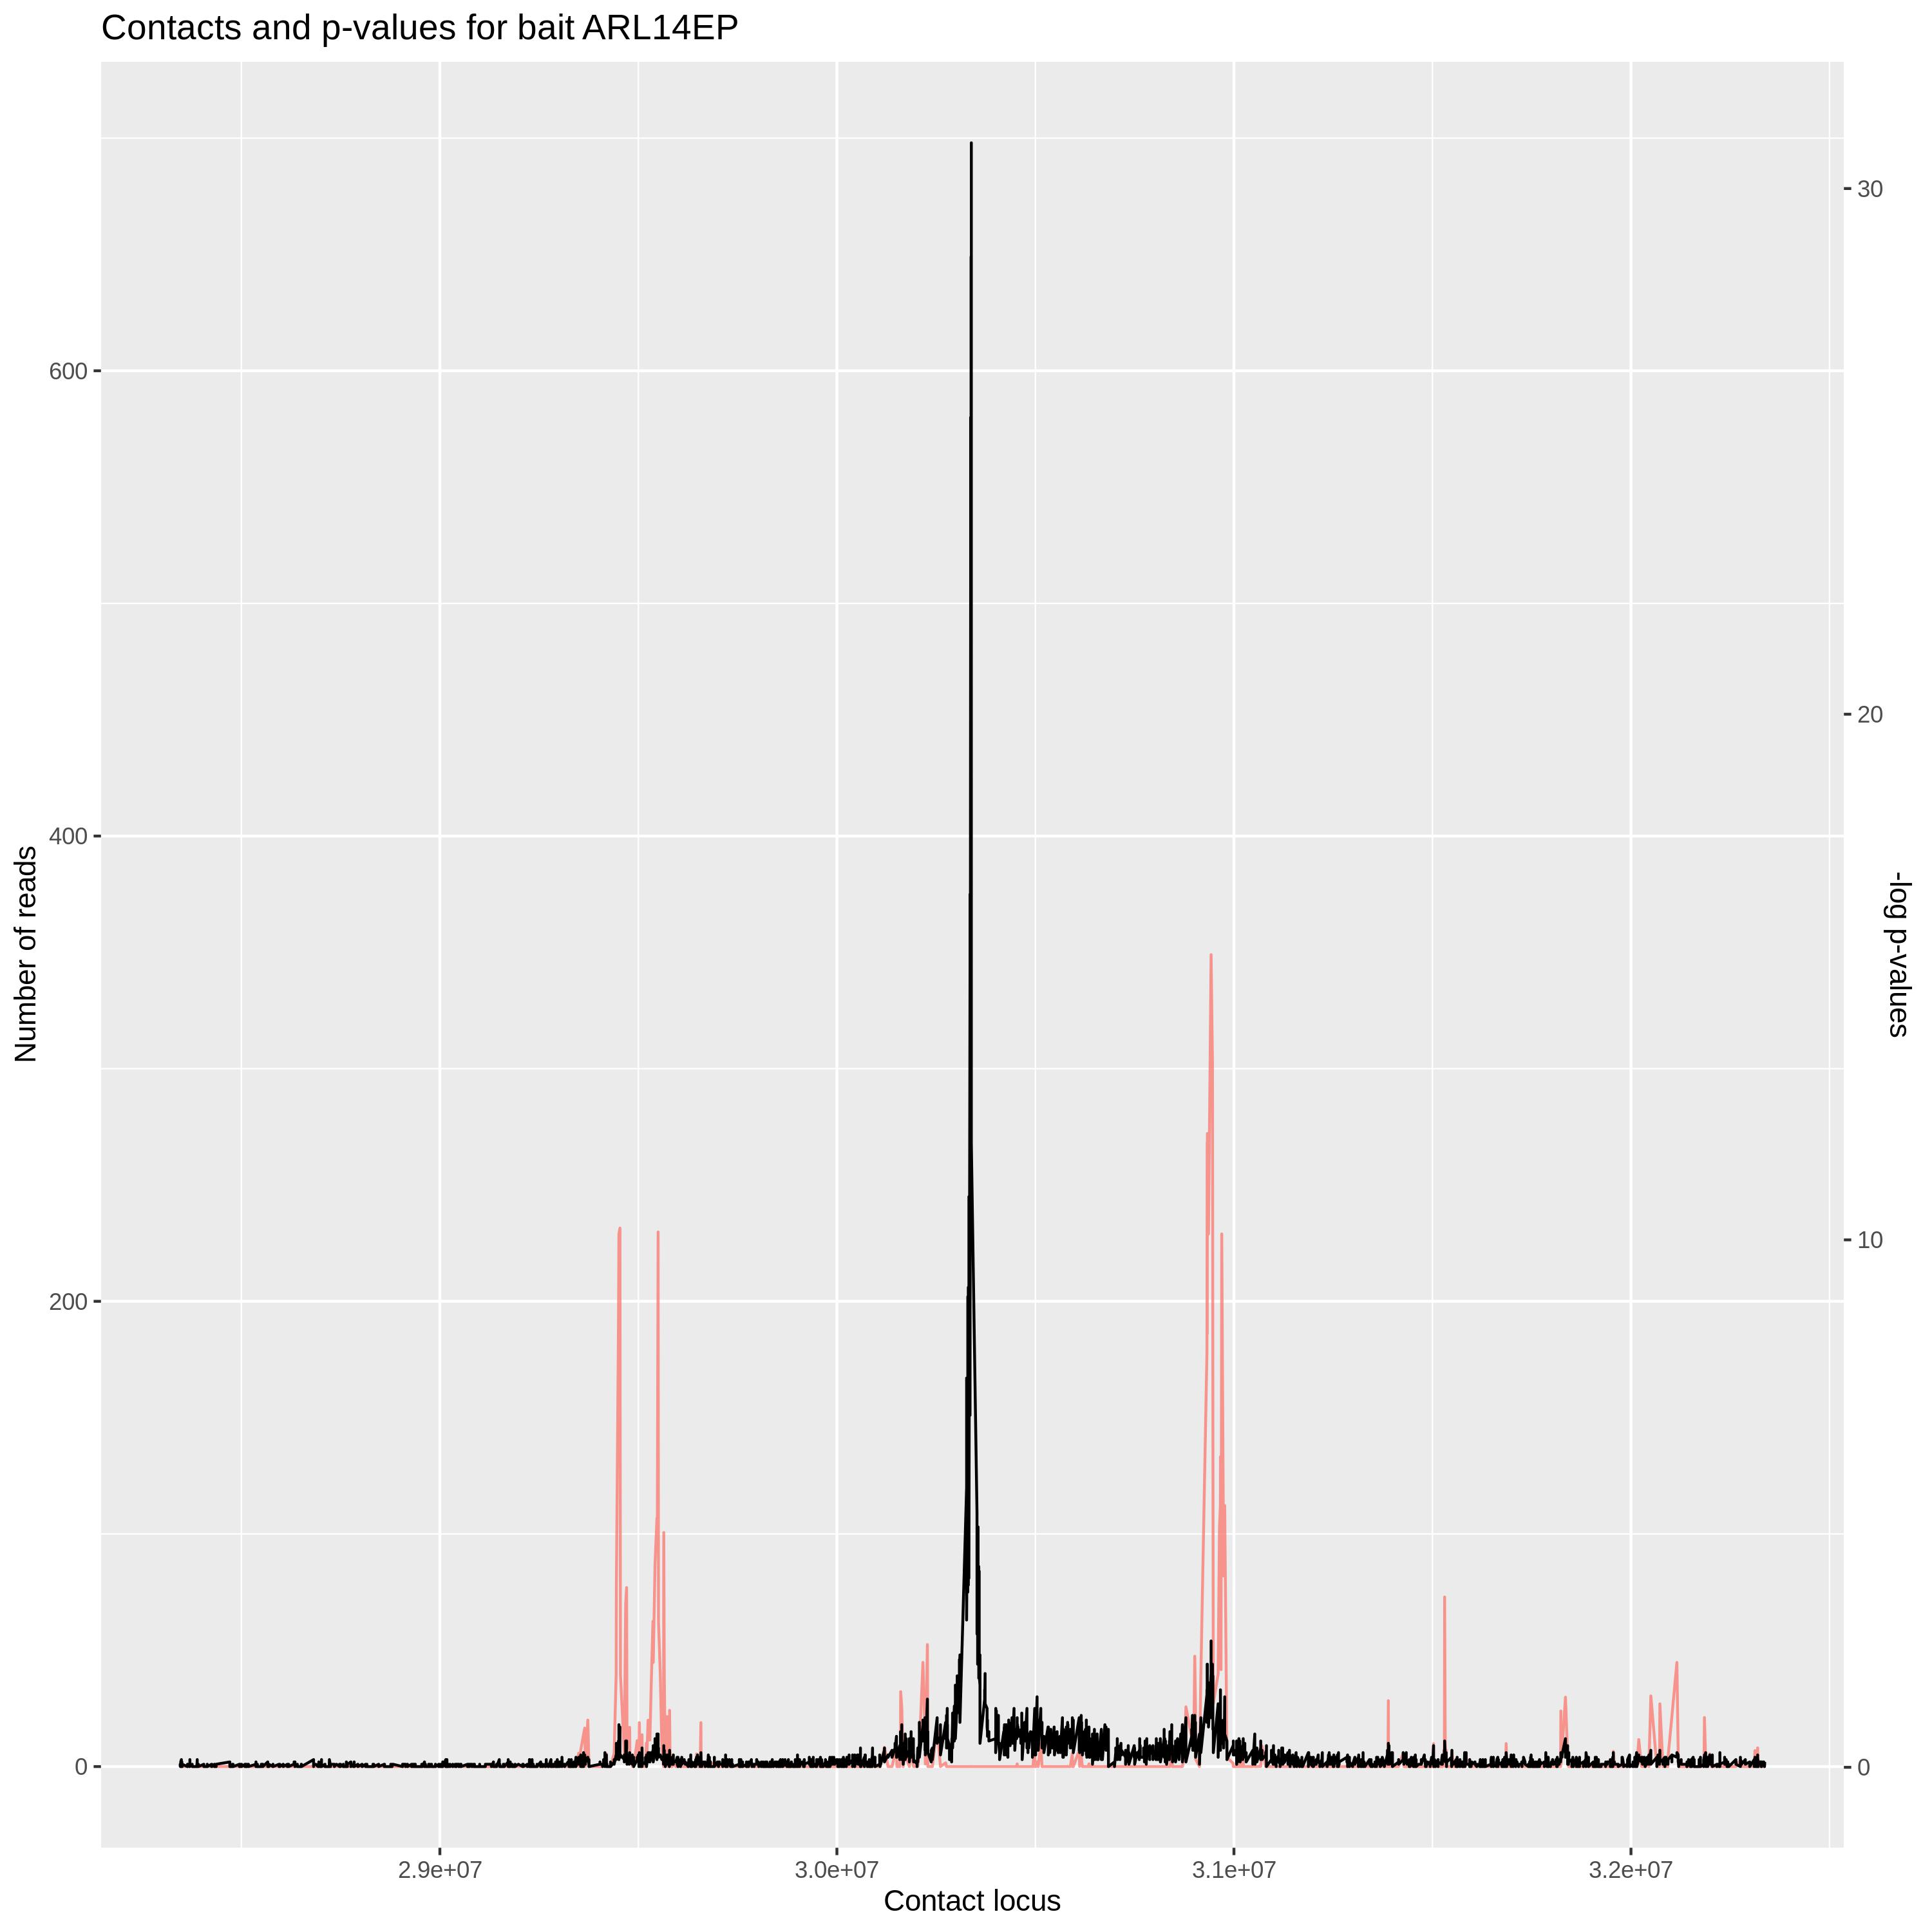 Contacts and p-values for bait ARL14EP
600
400
200
0
Number of reads
30
20
10
0
-log p-values
2.9e+07
3.0e+07
3.1e+07
3.2e+07
Contact locus